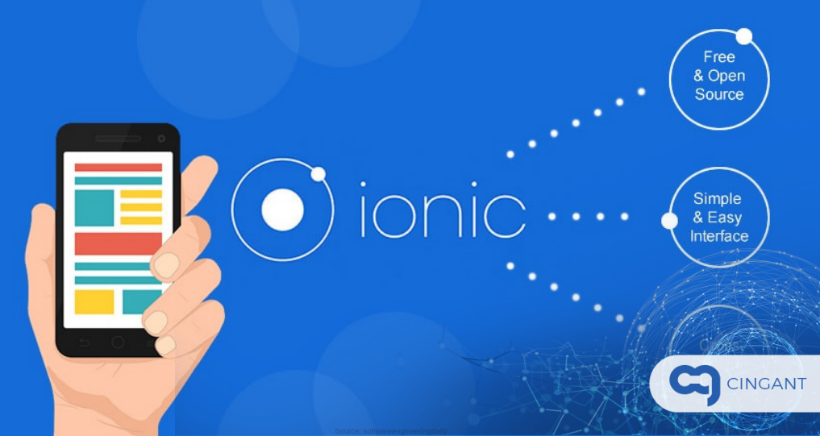 ionic
Free
& Open
Source
Simple
& Easy
Interface
CINGANT